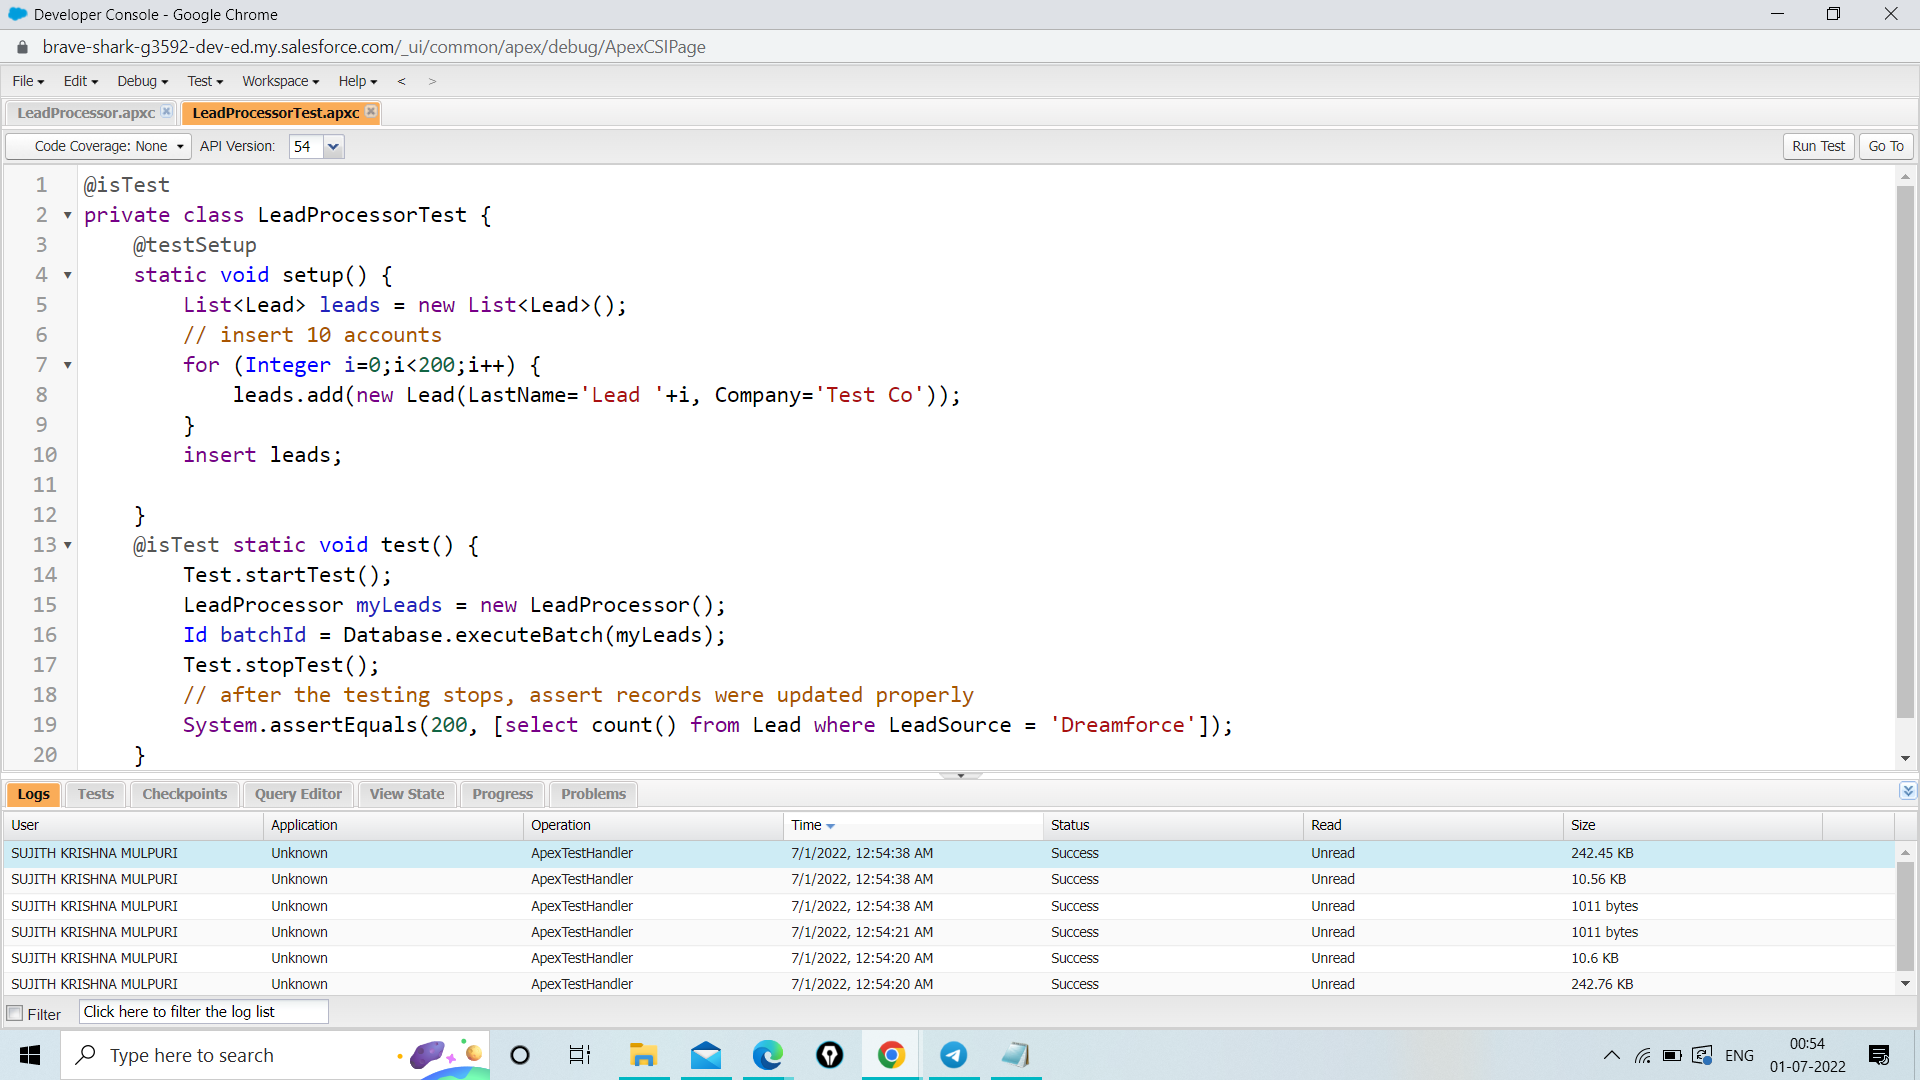 Developer Console - Google Chrome
brave-shark-g3592-dev-ed.my.salesforce.com/_ui/common/apex/debug/ApexCSIPage
File Edit Debug Test Workspace Help < >
LeadProcessor.apxc LeadProcessorTest.apxc
Code Coverage: None API Version: 54 Run Test Go To
1 @isTest
2 private class LeadProcessorTest {
3 @testSetup
4 static void setup() {
5 List<Lead> leads = new List<Lead>();
6 // insert 10 accounts
7 for (Integer i=0;i<200;i++) {
8 leads.add(new Lead(LastName='Lead '+i, Company='Test Co'));
9 }
10 insert leads;
11
12 }
13 @isTest static void test() {
14 Test.startTest();
15 LeadProcessor myLeads = new LeadProcessor();
16 Id batchId = Database.executeBatch(myLeads);
17 Test.stopTest();
18 // after the testing stops, assert records were updated properly
19 System.assertEquals(200, [select count() from Lead where LeadSource = 'Dreamforce']);
20 }
Logs Tests Checkpoints Query Editor View State Progress Problems
User Application Operation Time Status Read Size
SUJITH KRISHNA MULPURI Unknown ApexTestHandler 7/1/2022, 12:54:38 AM Success Unread 242.45 KB
SUJITH KRISHNA MULPURI Unknown ApexTestHandler 7/1/2022, 12:54:38 AM Success Unread 10.56 KB
SUJITH KRISHNA MULPURI Unknown ApexTestHandler 7/1/2022, 12:54:38 AM Success Unread 1011 bytes
SUJITH KRISHNA MULPURI Unknown ApexTestHandler 7/1/2022, 12:54:21 AM Success Unread 1011 bytes
SUJITH KRISHNA MULPURI Unknown ApexTestHandler 7/1/2022, 12:54:20 AM Success Unread 10.6 KB
SUJITH KRISHNA MULPURI Unknown ApexTestHandler 7/1/2022, 12:54:20 AM Success Unread 242.76 KB
Filter Click here to filter the log list
Type here to search
ENG
00:54
01-07-2022